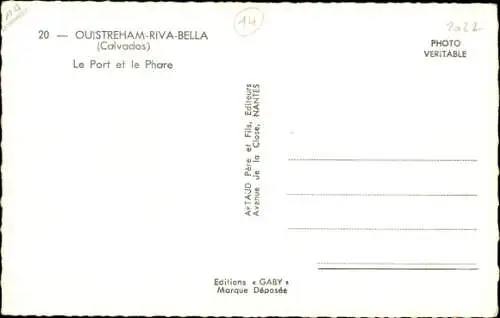 20 — OUISTREHAM-RIVA-BELLA
(Calvados)
Le Port et le Phare
14
PHOTO
VERITABLE
ARTAUD Père et Fils, Editeurs
Avenue de la Close, NANTES
Editions « GABY »
Marque Déposée